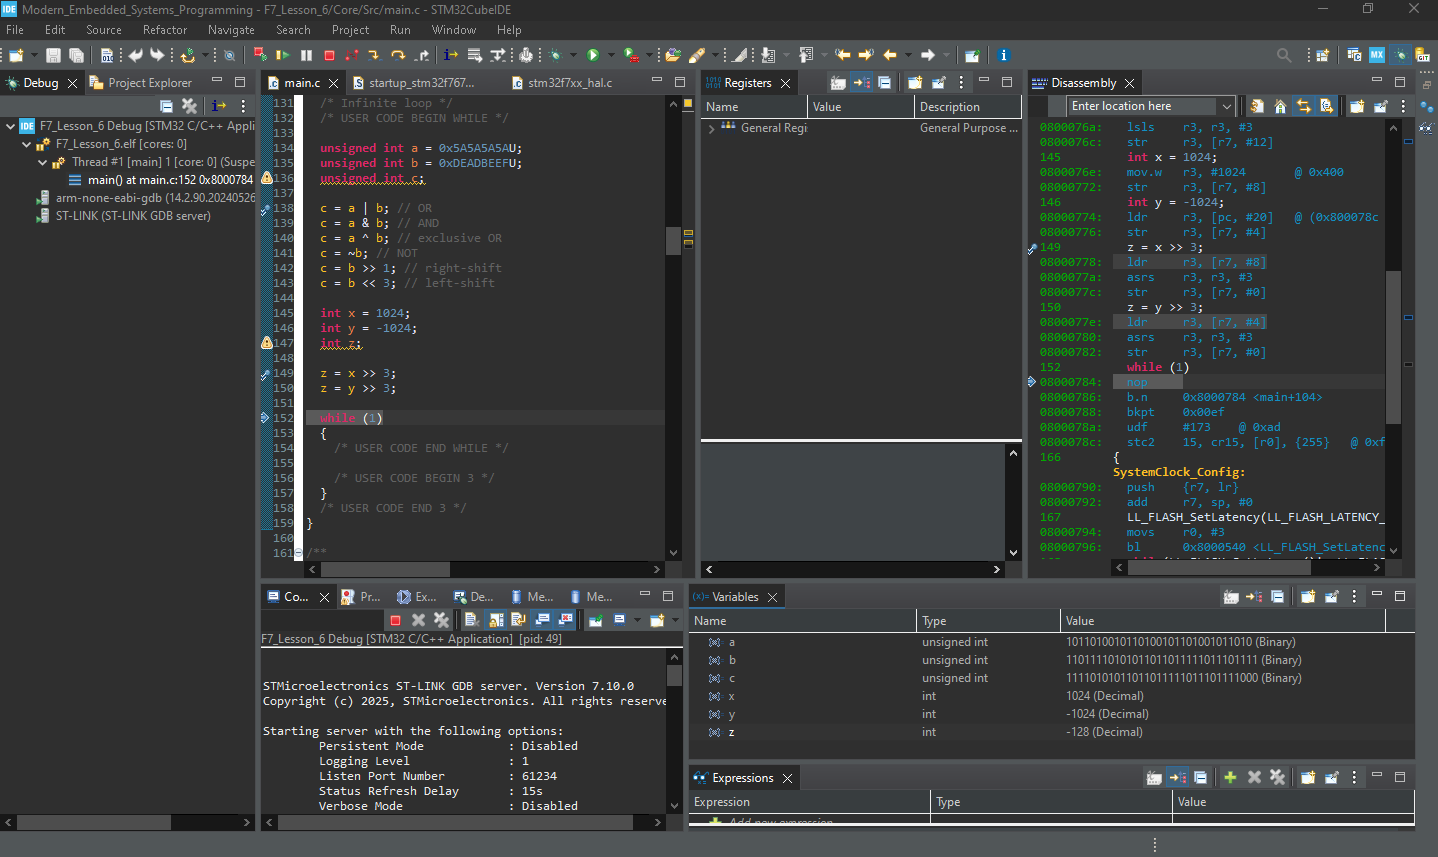 IDE Modern_Embedded_Systems_Programming - F7_Lesson_6/Core/Src/main.c - STM32CubeIDE
File Edit Source Refactor Navigate Search Project Run Window Help
Debug Project Explorer
IDE F7_Lesson_6 Debug [STM32 C/C++ Appli
F7_Lesson_6.elf [cores: 0]
Thread #1 [main] 1 [core: 0] (Suspe
main() at main.c:152 0x8000784
arm-none-eabi-gdb (14.2.90.20240526
ST-LINK (ST-LINK GDB server)
main.c startup_stm32f767... stm32f7xx_hal.c
131 /* Infinite loop */
132 /* USER CODE BEGIN WHILE */
133
134 unsigned int a = 0x5A5A5A5AU;
135 unsigned int b = 0xDEADBEEFU;
136 unsigned int c;
137
138 c = a | b; // OR
139 c = a & b; // AND
140 c = a ^ b; // exclusive OR
141 c = ~b; // NOT
142 c = b >> 1; // right-shift
143 c = b << 3; // left-shift
144
145 int x = 1024;
146 int y = -1024;
147 int z;
148
149 z = x >> 3;
150 z = y >> 3;
151
152 while (1)
153 {
154 /* USER CODE END WHILE */
155
156 /* USER CODE BEGIN 3 */
157 }
158 /* USER CODE END 3 */
159 }
160
161 /**
Registers
Name Value Description
General Regi General Purpose ...
Disassembly
Enter location here
0800076a: lsls r3, r3, #3
0800076c: str r3, [r7, #12]
145 int x = 1024;
0800076e: mov.w r3, #1024 @ 0x400
08000772: str r3, [r7, #8]
146 int y = -1024;
08000774: ldr r3, [pc, #20] @ (0x800078c
08000776: str r3, [r7, #4]
149 z = x >> 3;
08000778: ldr r3, [r7, #8]
0800077a: asrs r3, r3, #3
0800077c: str r3, [r7, #0]
150 z = y >> 3;
0800077e: ldr r3, [r7, #4]
08000780: asrs r3, r3, #3
08000782: str r3, [r7, #0]
152 while (1)
08000784: nop
08000786: b.n 0x8000784 <main+104>
08000788: bkpt 0x00ef
0800078a: udf #173 @ 0xad
0800078c: stc2 15, cr15, [r0], {255} @ 0xf
166 {
SystemClock_Config:
08000790: push {r7, lr}
08000792: add r7, sp, #0
167 LL_FLASH_SetLatency(LL_FLASH_LATENCY_
08000794: movs r0, #3
08000796: bl 0x8000540 <LL_FLASH_SetLatenc
Co... Pr... Ex... De... Me... Me...
F7_Lesson_6 Debug [STM32 C/C++ Application] [pid: 49]
STMicroelectronics ST-LINK GDB server. Version 7.10.0
Copyright (c) 2025, STMicroelectronics. All rights reserve
Starting server with the following options:
Persistent Mode : Disabled
Logging Level : 1
Listen Port Number : 61234
Status Refresh Delay : 15s
Verbose Mode : Disabled
(x)= Variables
Name Type Value
a unsigned int 1011010010110100101101001011010 (Binary)
b unsigned int 11011110101011011011111011101111 (Binary)
c unsigned int 11110101011011011111011101111000 (Binary)
x int 1024 (Decimal)
y int -1024 (Decimal)
z int -128 (Decimal)
Expressions
Expression Type Value
Add new expression